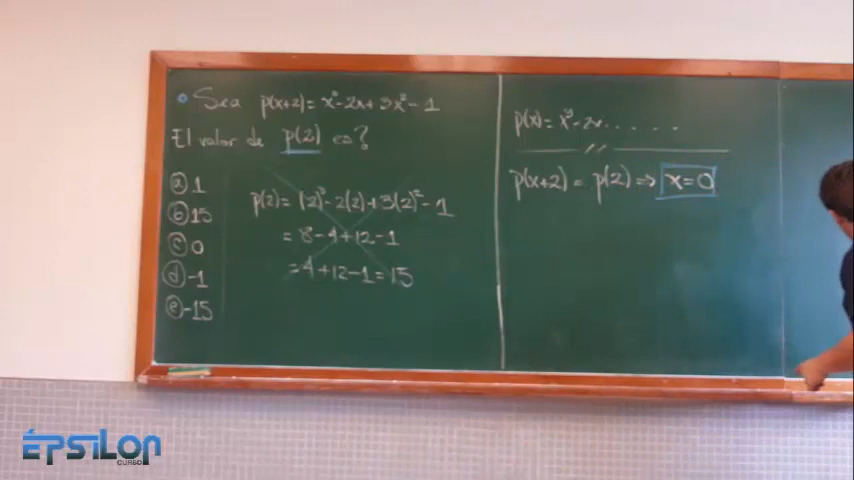 • Sea p(x+2) = x³-2x+3x²-1
El valor de p(2) es?
ⓐ 1
ⓑ 15
ⓒ 0
ⓓ -1
ⓔ -15
p(2) = (2)³-2(2)+3(2)²-1
= 8-4+12-1
= 4+12-1=15
p(x)= x³-2x.....
p(x+2) = p(2) ⇒ x=0
ÉPSILON
CURSO